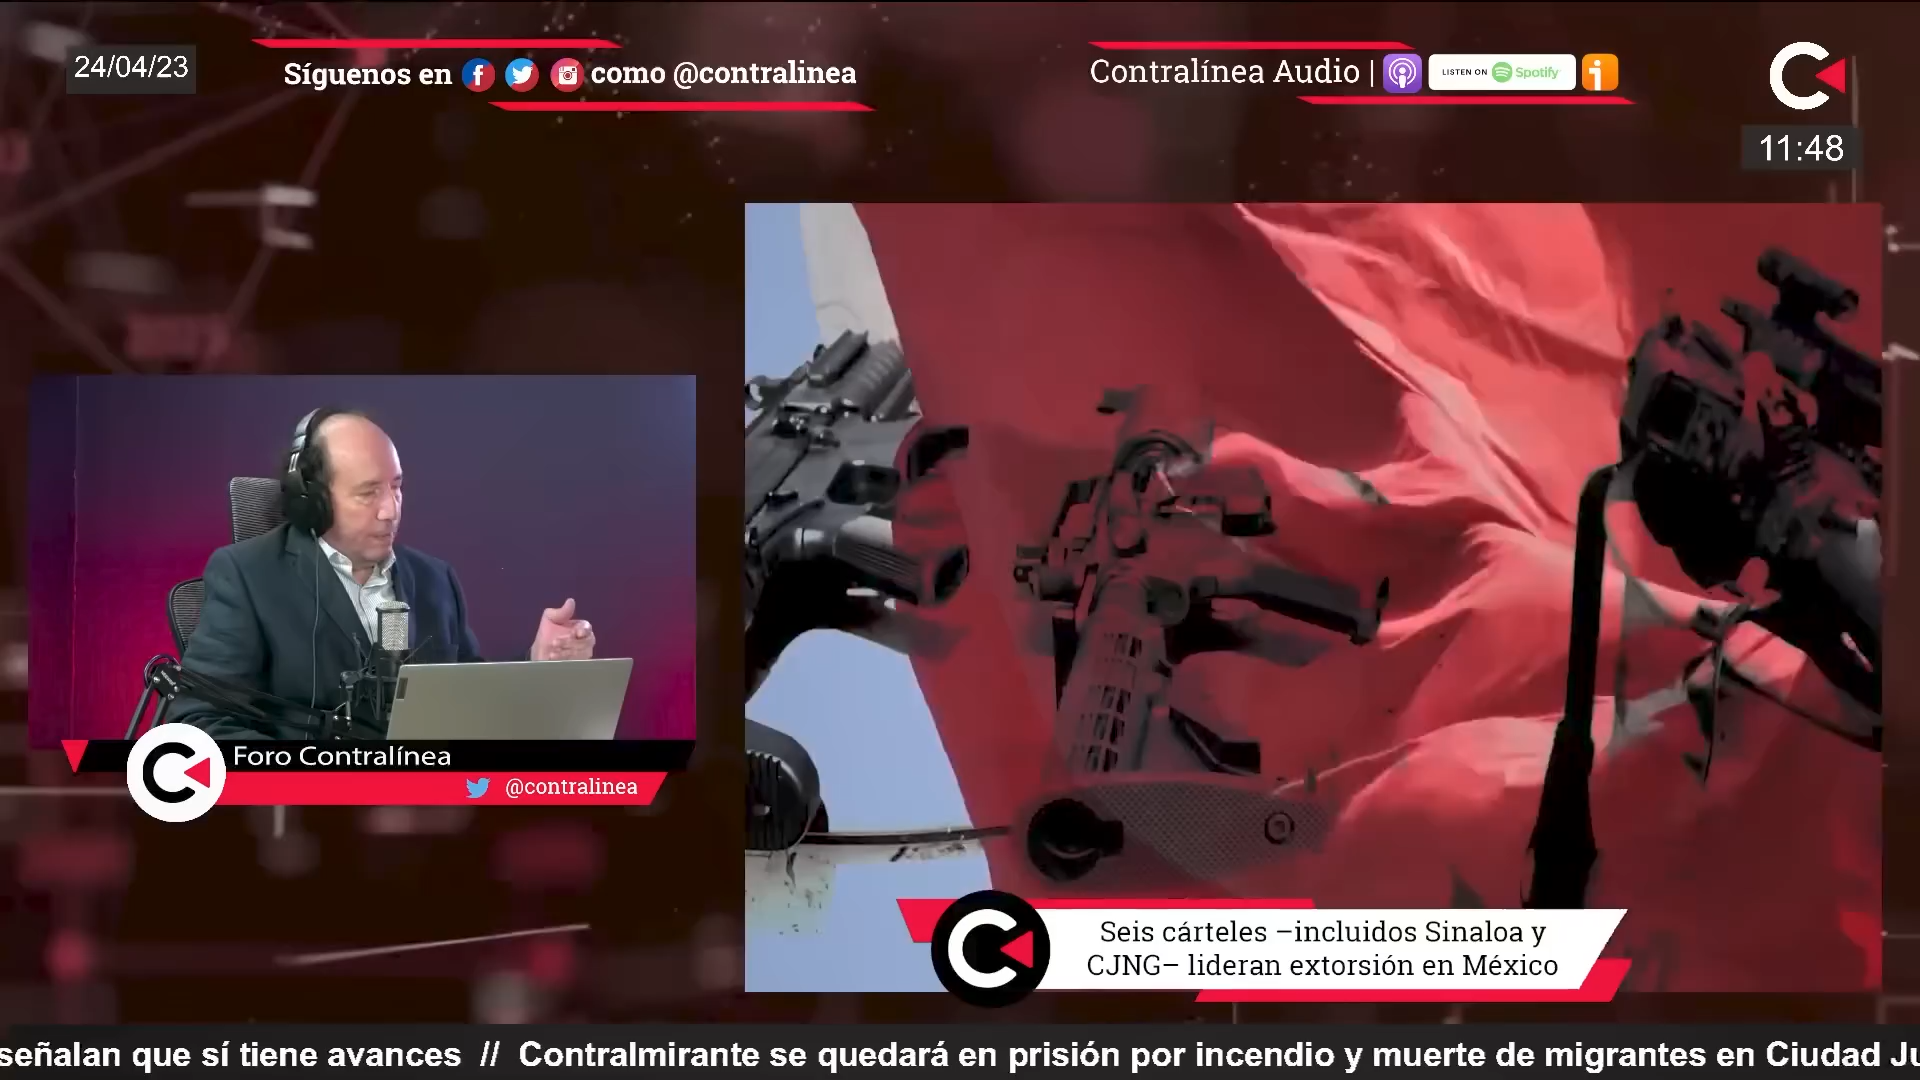 24/04/23
Síguenos en como @contralinea
Contralínea Audio |
LISTEN ON Spotify
11:48
Foro Contralínea
@contralinea
Seis cárteles –incluidos Sinaloa y
CJNG– lideran extorsión en México
señalan que sí tiene avances // Contralmirante se quedará en prisión por incendio y muerte de migrantes en Ciudad Ju